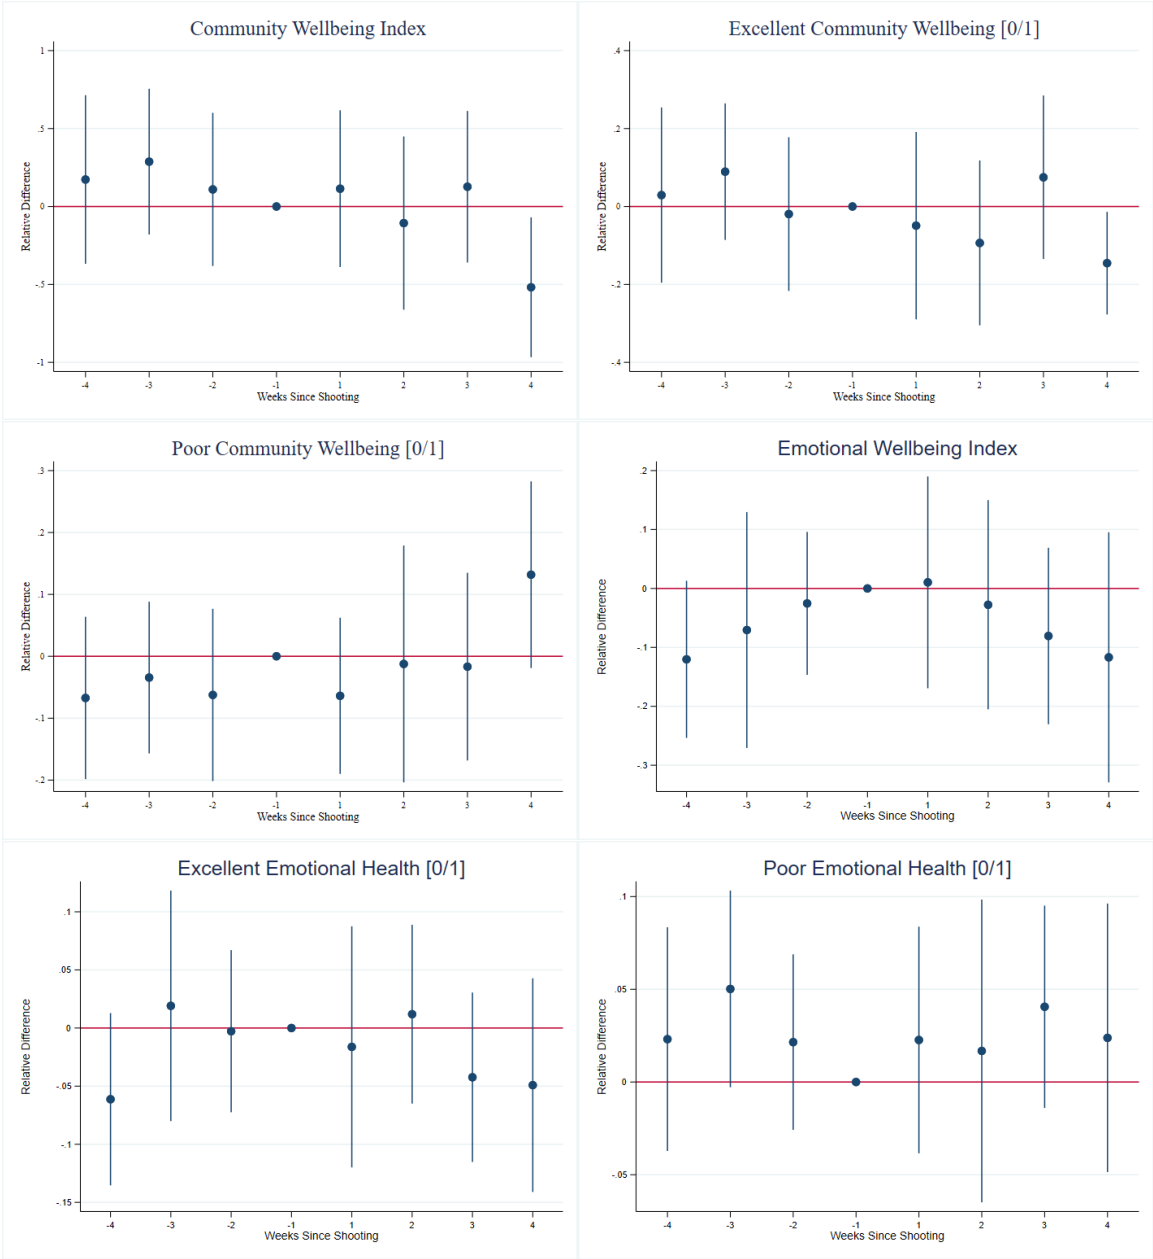 Community Wellbeing Index
1
.5
0
-.5
-1
Relative Difference
-4 -3 -2 -1 1 2 3 4
Weeks Since Shooting
Excellent Community Wellbeing [0/1]
.4
.2
0
-.2
-.4
Relative Difference
-4 -3 -2 -1 1 2 3 4
Weeks Since Shooting
Poor Community Wellbeing [0/1]
.3
.2
.1
0
-.1
-.2
Relative Difference
-4 -3 -2 -1 1 2 3 4
Weeks Since Shooting
Emotional Wellbeing Index
.2
.1
0
-.1
-.2
-.3
Relative Difference
-4 -3 -2 -1 1 2 3 4
Weeks Since Shooting
Excellent Emotional Health [0/1]
.1
.05
0
-.05
-.1
-.15
Relative Difference
-4 -3 -2 -1 1 2 3 4
Weeks Since Shooting
Poor Emotional Health [0/1]
.1
.05
0
-.05
Relative Difference
-4 -3 -2 -1 1 2 3 4
Weeks Since Shooting